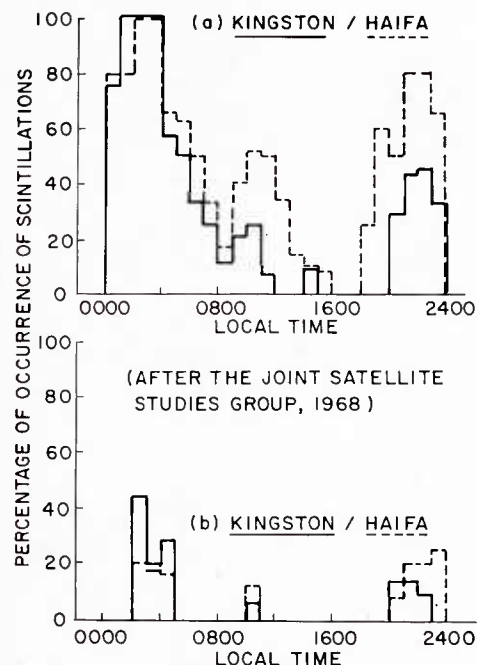 (a) KINGSTON / HAIFA
PERCENTAGE OF OCCURRENCE OF SCINTILLATIONS
100
80
60
40
20
0
0000 0800 1600 2400
LOCAL TIME
100
(AFTER THE JOINT SATELLITE
STUDIES GROUP, 1968)
80
60
40
(b) KINGSTON / HAIFA
20
0
0000 0800 1600 2400
LOCAL TIME